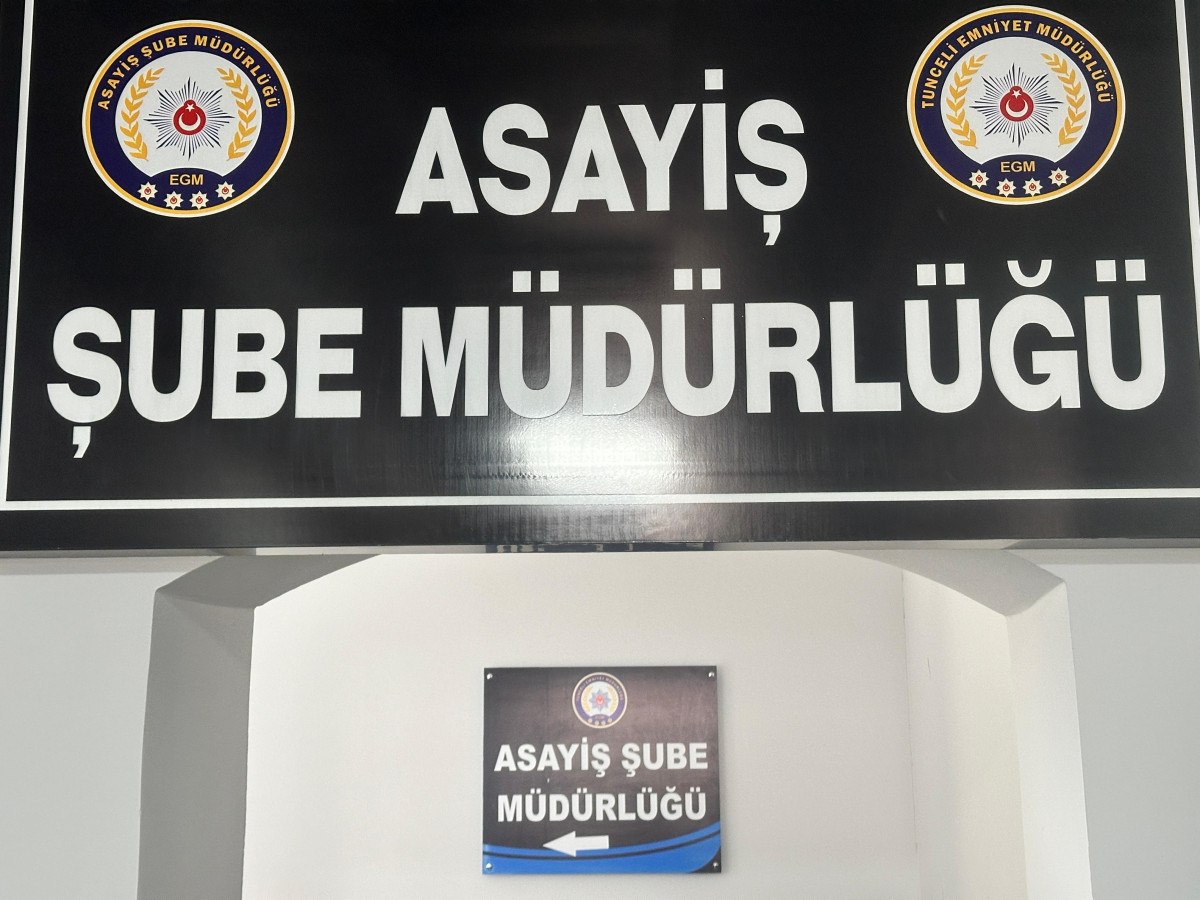 ASAYİŞ ŞUBE MÜDÜRLÜĞÜ
EGM
TUNCELİ EMNİYET MÜDÜRLÜĞÜ
EGM
ASAYİŞ
ŞUBE MÜDÜRLÜĞÜ
ASAYİŞ ŞUBE
MÜDÜRLÜĞÜ